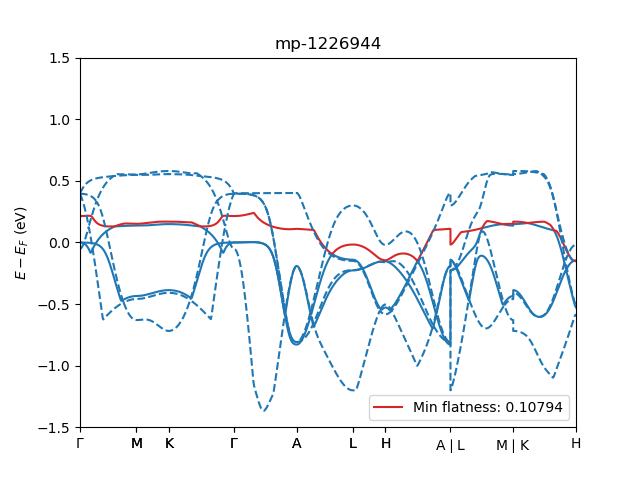 mp-1226944
1.5
1.0
0.5
0.0
−0.5
−1.0
−1.5
E − E_F (eV)
Min flatness: 0.10794
Γ M K Γ A L H A | L M | K H